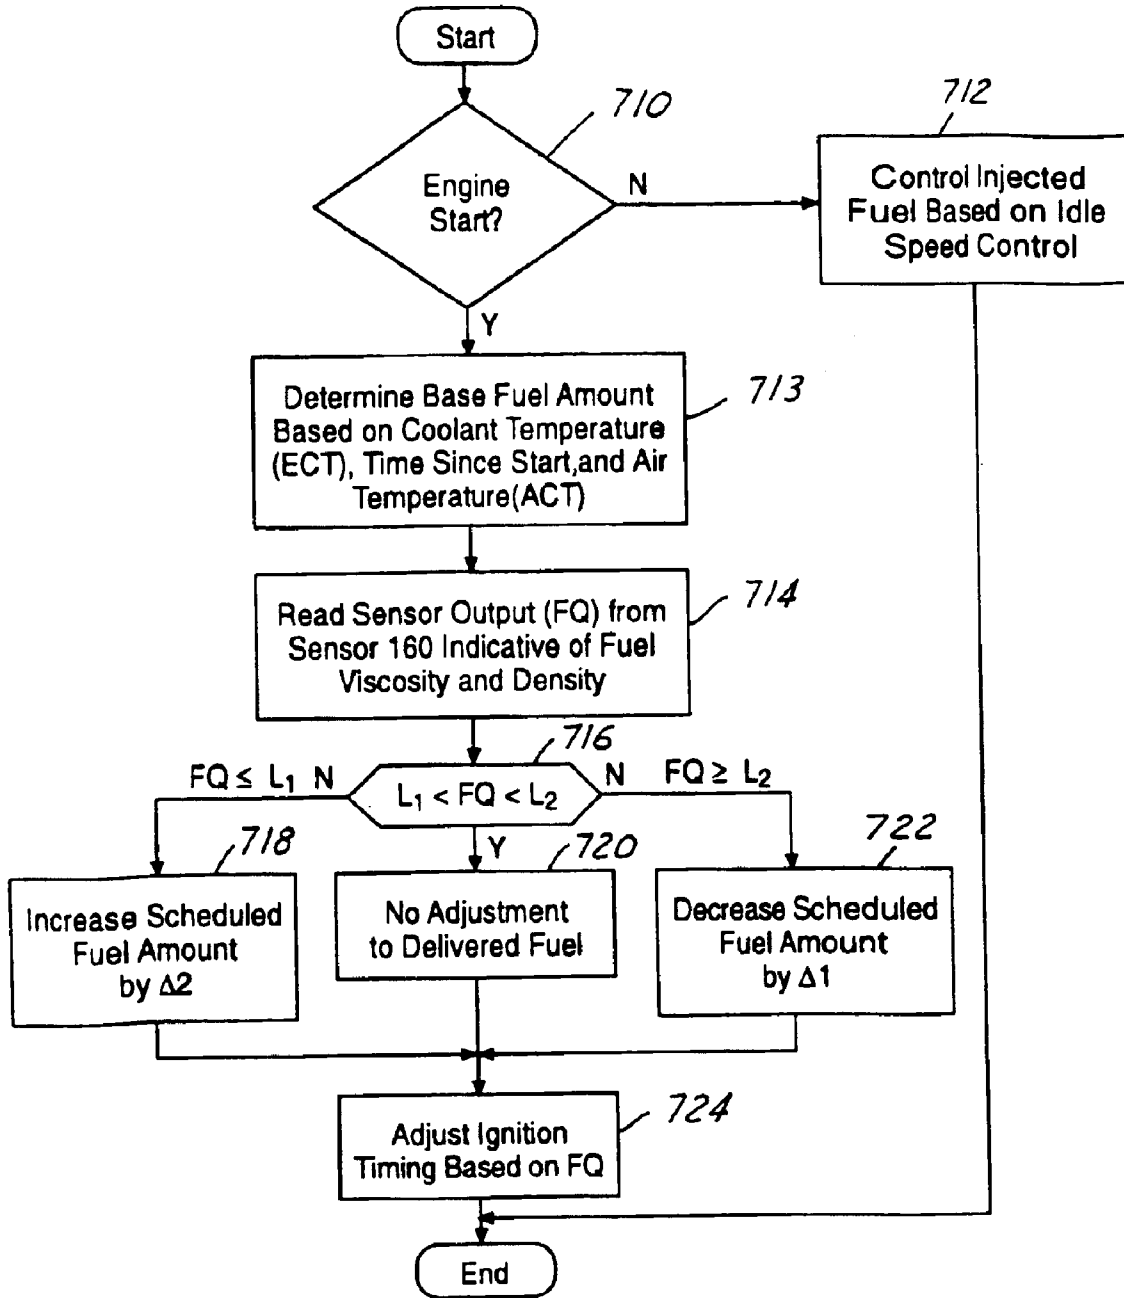 Start
710
Engine
Start?
N
712
Control Injected
Fuel Based on Idle
Speed Control
Y
713
Determine Base Fuel Amount
Based on Coolant Temperature
(ECT), Time Since Start,and Air
Temperature(ACT)
714
Read Sensor Output (FQ) from
Sensor 160 Indicative of Fuel
Viscosity and Density
716
FQ ≤ L₁ N
L₁ < FQ < L₂
N FQ ≥ L₂
Y
718
Increase Scheduled
Fuel Amount
by Δ2
720
No Adjustment
to Delivered Fuel
722
Decrease Scheduled
Fuel Amount
by Δ1
724
Adjust Ignition
Timing Based on FQ
End